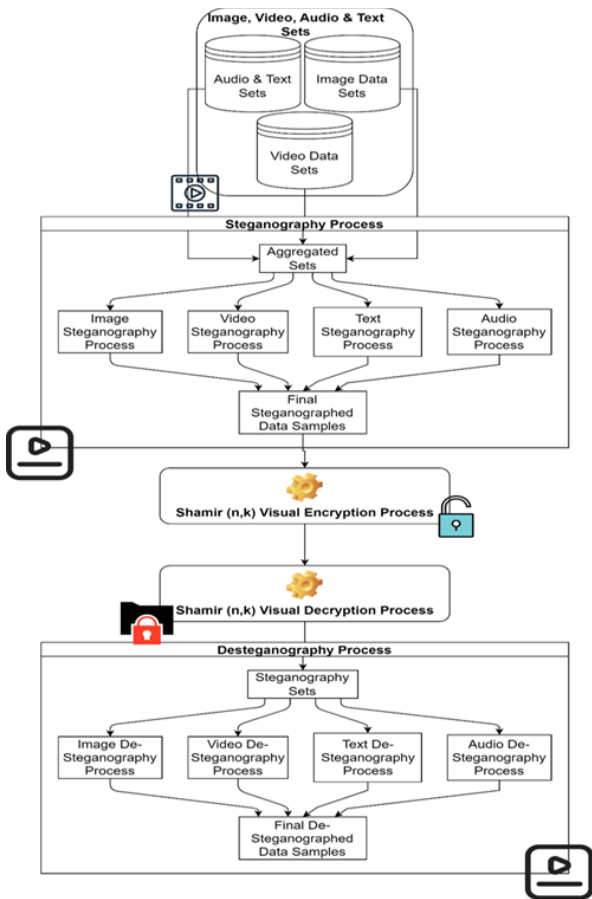 Image, Video, Audio & Text
Sets
Audio & Text
Sets
Image Data
Sets
Video Data
Sets
Steganography Process
Aggregated
Sets
Image
Steganography
Process
Video
Steganography
Process
Text
Steganography
Process
Audio
Steganography
Process
Final
Steganographed
Data Samples
Shamir (n,k) Visual Encryption Process
Shamir (n,k) Visual Decryption Process
Desteganography Process
Steganography
Sets
Image De-
Steganography
Process
Video De-
Steganography
Process
Text De-
Steganography
Process
Audio De-
Steganography
Process
Final De-
Steganographed
Data Samples